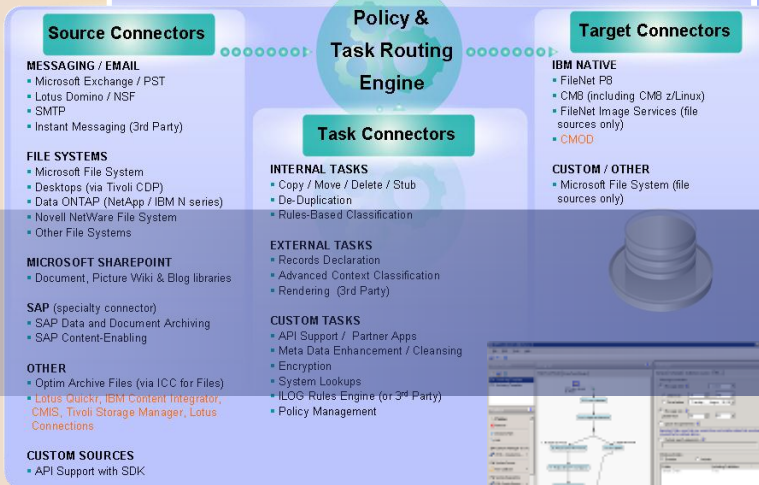 Policy &
Task Routing
Engine
Source Connectors
MESSAGING / EMAIL
Microsoft Exchange / PST
Lotus Domino / NSF
SMTP
Instant Messaging (3rd Party)
FILE SYSTEMS
Microsoft File System
Desktops (via Tivoli CDP)
Data ONTAP (NetApp / IBM N series)
Novell NetWare File System
Other File Systems
MICROSOFT SHAREPOINT
Document, Picture Wiki & Blog libraries
SAP (specialty connector)
SAP Data and Document Archiving
SAP Content-Enabling
OTHER
Optim Archive Files (via ICC for Files)
Lotus Quickr, IBM Content Integrator,
CMIS, Tivoli Storage Manager, Lotus
Connections
CUSTOM SOURCES
API Support with SDK
Task Connectors
INTERNAL TASKS
Copy / Move / Delete / Stub
De-Duplication
Rules-Based Classification
EXTERNAL TASKS
Records Declaration
Advanced Context Classification
Rendering (3rd Party)
CUSTOM TASKS
API Support / Partner Apps
Meta Data Enhancement / Cleansing
Encryption
System Lookups
ILOG Rules Engine (or 3rd Party)
Policy Management
Target Connectors
IBM NATIVE
FileNet P8
CM8 (including CM8 z/Linux)
FileNet Image Services (file
sources only)
CMOD
CUSTOM / OTHER
Microsoft File System (file
sources only)